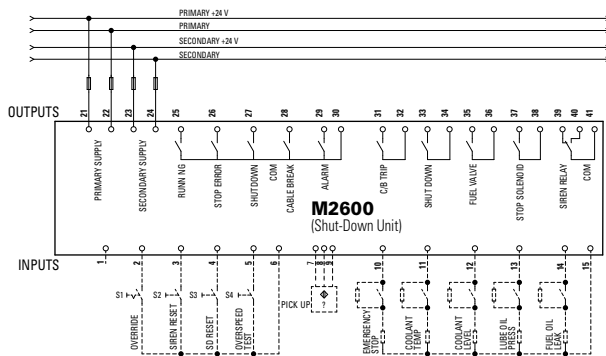 PRIMARY +24 V
PRIMARY
SECONDARY +24 V
SECONDARY
OUTPUTS
21 22 23 24 25 26 27 28 29 30 31 32 33 34 35 36 37 38 39 40 41
PRIMARY SUPPLY
SECONDARY SUPPLY
RUNN NG
STOP ERROR
SHUTDOWN
COM
CABLE BREAK
ALARM
C/B TRIP
SHUT DOWN
FUEL VALVE
STOP SOLENOID
SIREN RELAY
COM
M2600
(Shut-Down Unit)
INPUTS
1 2 3 4 5 6 7 8 9 10 11 12 13 14 15
S1
S2
S3
S4
PICK UP
?
OVERRIDE
SIREN RESET
SD RESET
OVERSPEED
TEST
EMERGENCY
STOP
COOLANT
TEMP
COOLANT
LEVEL
LUBE OIL
PRESS
FUEL OIL
LEAK